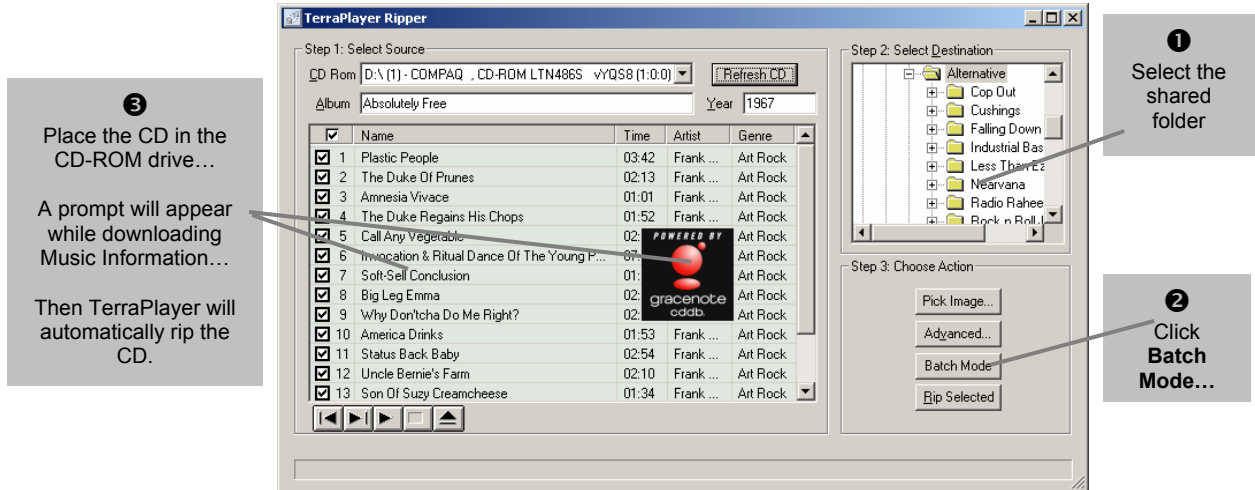 TerraPlayer Ripper
❸
Place the CD in the
CD-ROM drive…
A prompt will appear
while downloading
Music Information…
Then TerraPlayer will
automatically rip the
CD.
Step 1: Select Source
CD Rom D:\ (1) - COMPAQ , CD-ROM LTN486S vYQS8 (1:0:0) Refresh CD
Album Absolutely Free Year 1967
Name Time Artist Genre
1 Plastic People 03:42 Frank ... Art Rock
2 The Duke Of Prunes 02:13 Frank ... Art Rock
3 Amnesia Vivace 01:01 Frank ... Art Rock
4 The Duke Regains His Chops 01:52 Frank ... Art Rock
5 Call Any Vegetable 02: Art Rock
6 Invocation & Ritual Dance Of The Young P... 07: Art Rock
7 Soft-Sell Conclusion 01: Art Rock
8 Big Leg Emma 02: Art Rock
9 Why Don'tcha Do Me Right? 02: Art Rock
10 America Drinks 01:53 Frank ... Art Rock
11 Status Back Baby 02:54 Frank ... Art Rock
12 Uncle Bernie's Farm 02:10 Frank ... Art Rock
13 Son Of Suzy Creamcheese 01:34 Frank ... Art Rock
POWERED BY
gracenote
cddb.
Step 2: Select Destination
Alternative
Cop Out
Cushings
Falling Down
Industrial Bas
Less Than Ea
Nearvana
Radio Rahee
Rock n Roll
Step 3: Choose Action
Pick Image...
Advanced...
Batch Mode
Rip Selected
❶
Select the
shared
folder
❷
Click
Batch
Mode…